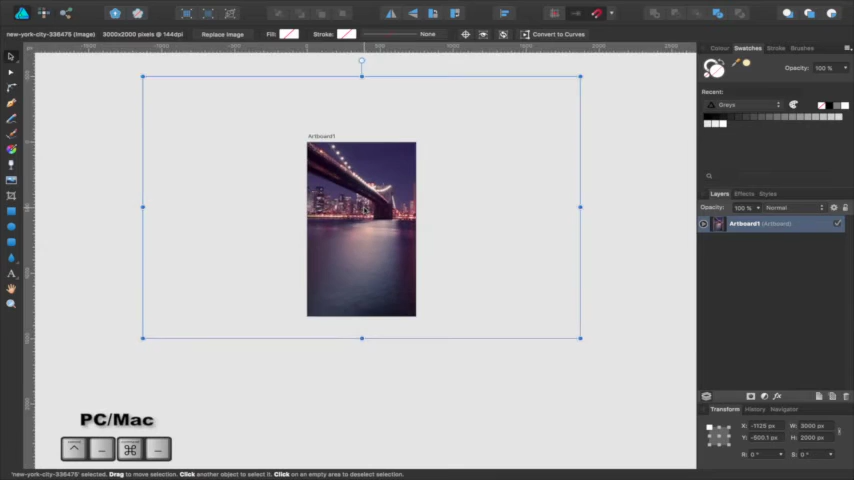 new-york-city-336475 (Image)
3000x2000 pixels @ 144dpi
Replace Image
Fill:
Stroke:
None
Convert to Curves
Colour
Swatches
Stroke
Brushes
Opacity: 100 %
Recent:
Greys
Artboard1
Layers
Effects
Styles
Opacity: 100 %
Normal
Artboard1 (Artboard)
PC/Mac
Transform
History
Navigator
X: -1125 px
W: 3000 px
Y: -500.1 px
H: 2000 px
R: 0 °
S: 0 °
'new-york-city-336475' selected. Drag to move selection. Click another object to select it. Click on an empty area to deselect selection.